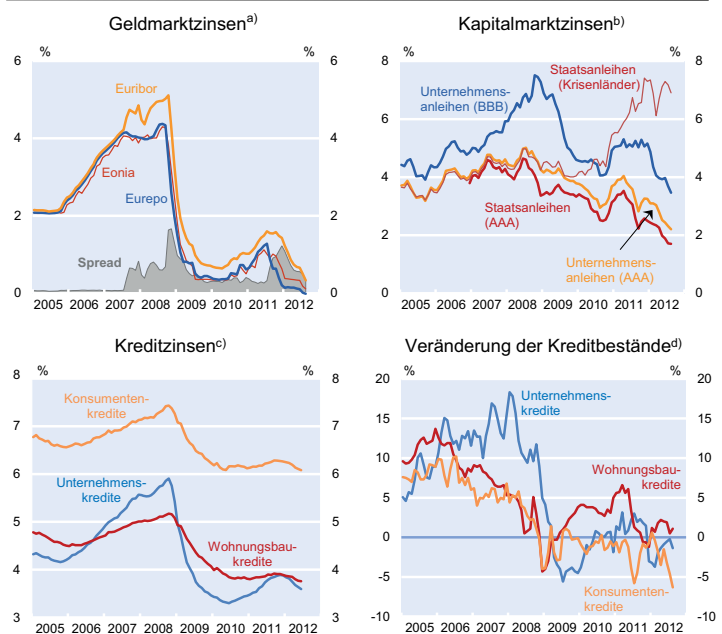 Geldmarktzinsen a)
%
%
6
6
Euribor
4
4
Eonia
Eurepo
2
2
Spread
0
0
2005 2006 2007 2008 2009 2010 2011 2012
Kapitalmarktzinsen b)
%
%
8
8
Staatsanleihen
(Krisenländer)
Unternehmens-
anleihen (BBB)
6
6
4
4
Staatsanleihen
(AAA)
2
2
Unternehmens-
anleihen (AAA)
0
0
2005 2006 2007 2008 2009 2010 2011 2012
Kreditzinsen c)
%
%
8
8
Konsumenten-
kredite
7
7
6
6
Unternehmens-
kredite
5
5
Wohnungsbau-
kredite
4
4
3
3
2005 2006 2007 2008 2009 2010 2011 2012
Veränderung der Kreditbestände d)
%
%
20
20
Unternehmens-
kredite
15
15
10
10
Wohnungsbau-
kredite
5
5
0
0
-5
-5
Konsumenten-
kredite
-10
-10
2005 2006 2007 2008 2009 2010 2011 2012